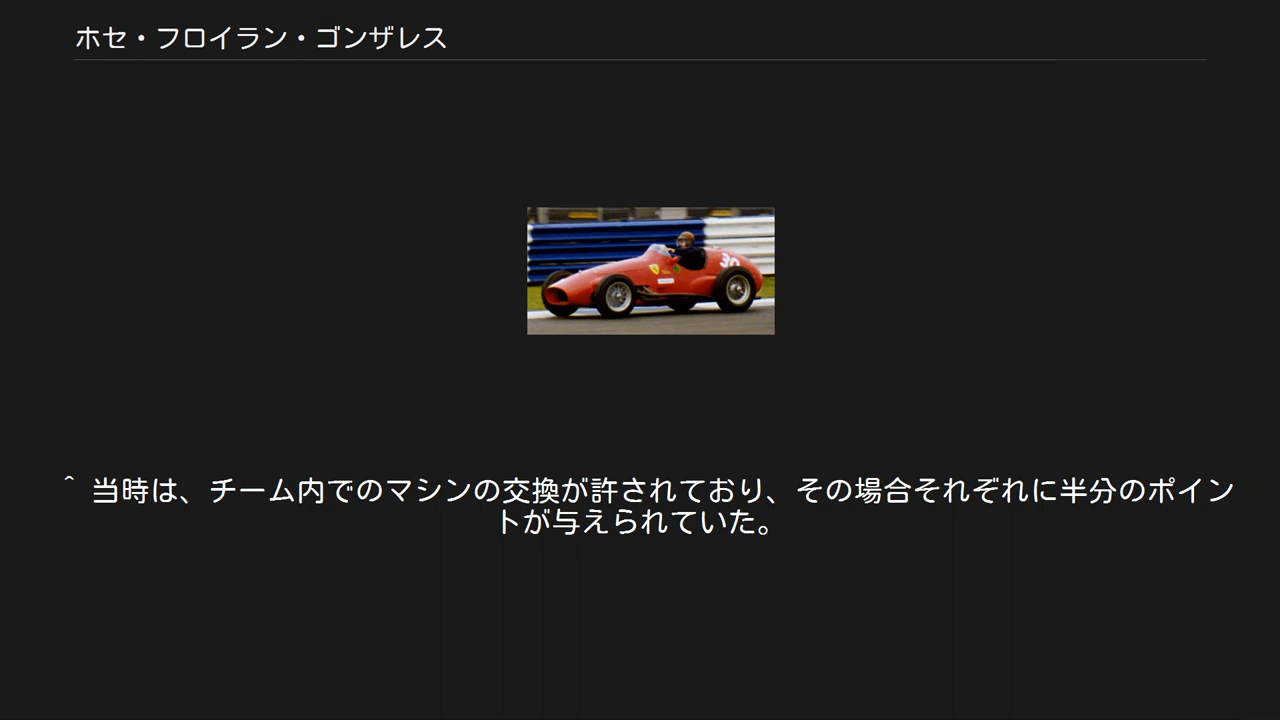 ホセ・フロイラン・ゴンザレス
^ 当時は、チーム内でのマシンの交換が許されており、その場合それぞれに半分のポイン
トが与えられていた。